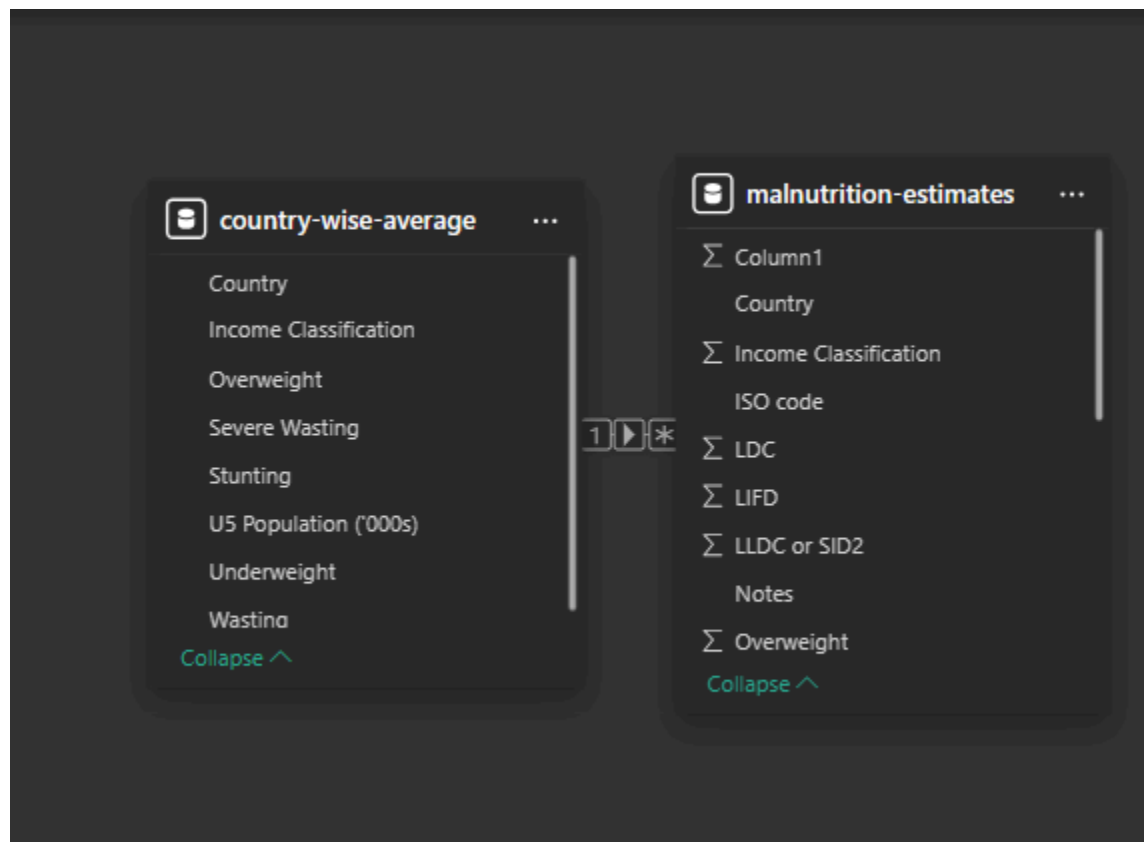 country-wise-average ...
Country
Income Classification
Overweight
Severe Wasting
Stunting
U5 Population ('000s)
Underweight
Wasting
Collapse
1 *
malnutrition-estimates ...
Σ Column1
Country
Σ Income Classification
ISO code
Σ LDC
Σ LIFD
Σ LLDC or SID2
Notes
Σ Overweight
Collapse